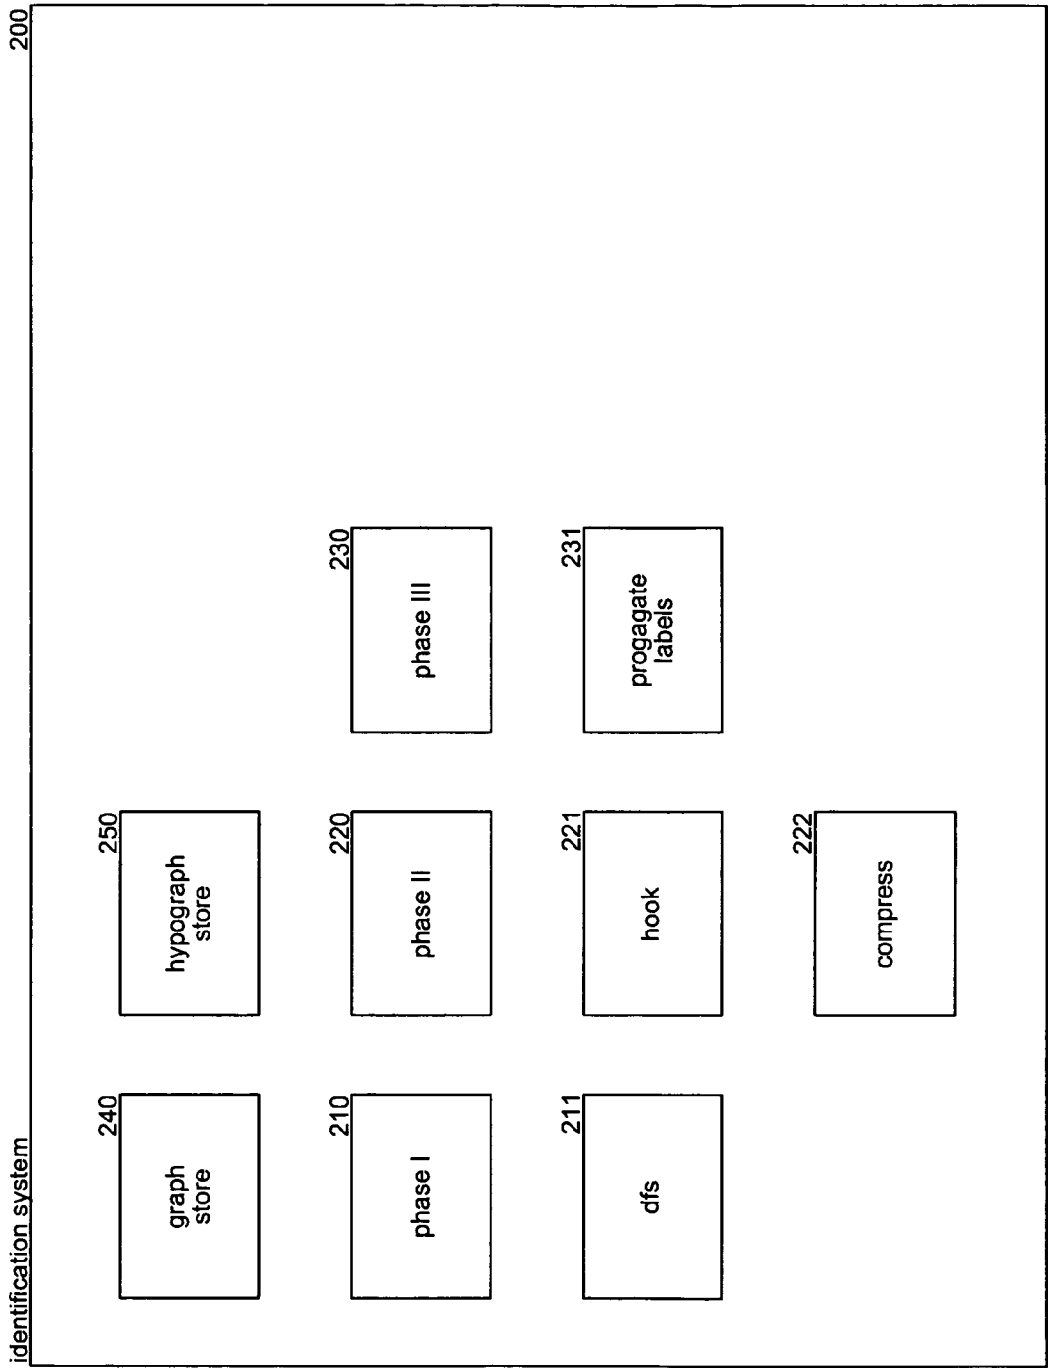 identification system
200
240
graph
store
250
hypograph
store
210
phase I
220
phase II
230
phase III
211
dfs
221
hook
231
progagate
labels
222
compress